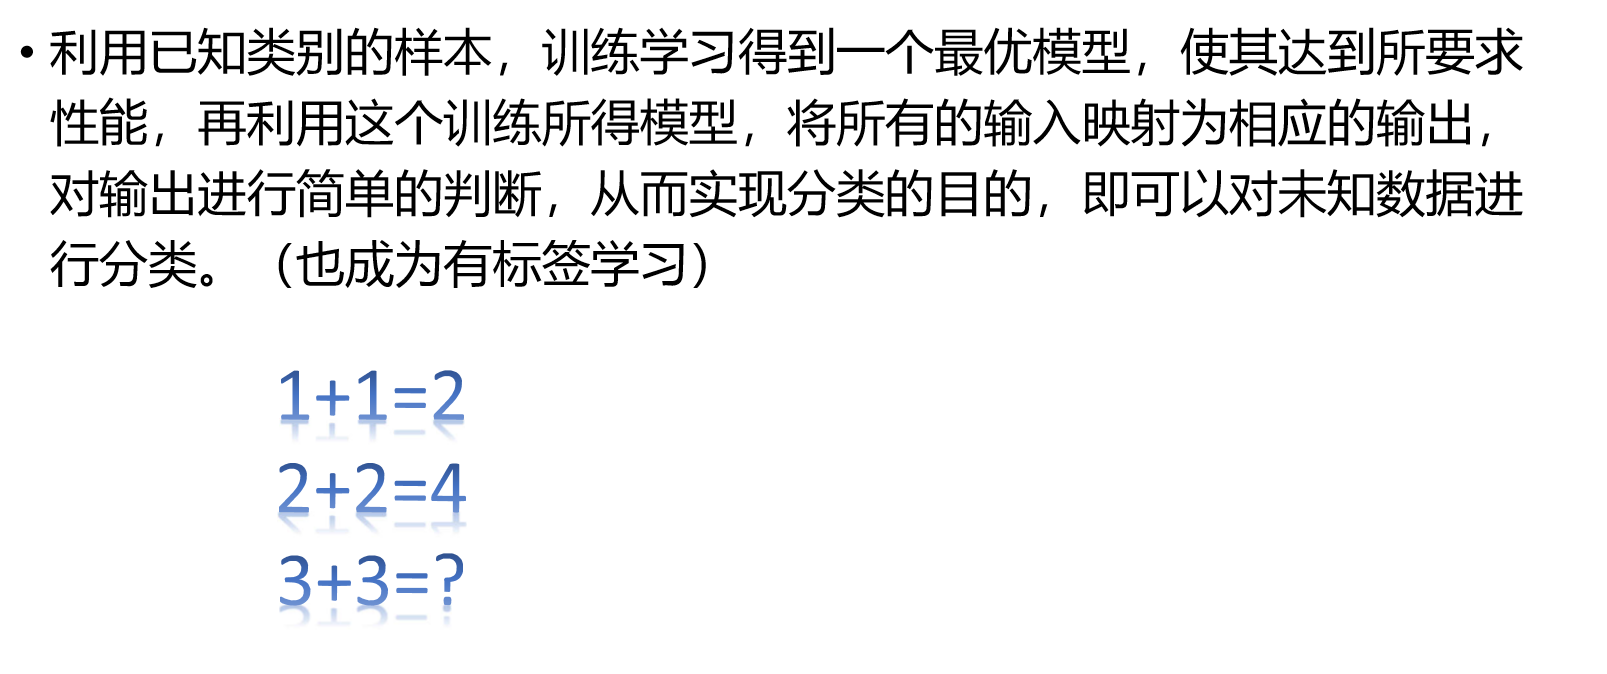 • 利用已知类别的样本，训练学习得到一个最优模型，使其达到所要求
性能，再利用这个训练所得模型，将所有的输入映射为相应的输出，
对输出进行简单的判断，从而实现分类的目的，即可以对未知数据进
行分类。（也成为有标签学习）
1+1=2
2+2=4
3+3=?